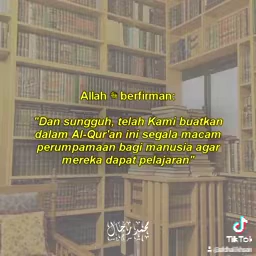 Allah ﷻ berfirman:
"Dan sungguh, telah Kami buatkan
dalam Al-Qur'an ini segala macam
perumpamaan bagi manusia agar
mereka dapat pelajaran"
TikTok